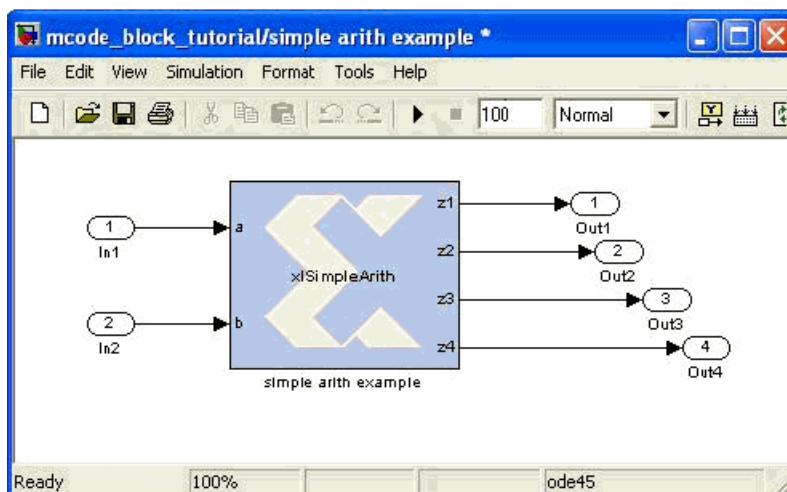 mcode_block_tutorial/simple arith example *
File Edit View Simulation Format Tools Help
100 Normal
1 a z1 1
In1 Out1
z2 2
xlSimpleArith Out2
2 b z3 3
In2 Out3
z4 4
simple arith example Out4
Ready 100% ode45